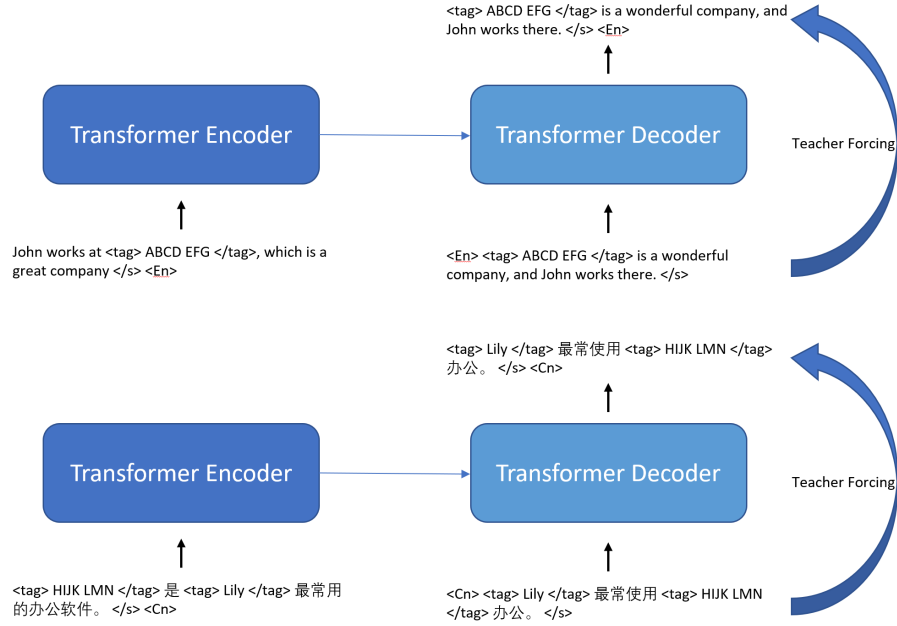 <tag> ABCD EFG </tag> is a wonderful company, and
John works there. </s> <En>
Transformer Encoder
Transformer Decoder
Teacher Forcing
John works at <tag> ABCD EFG </tag>, which is a
great company </s> <En>
<En> <tag> ABCD EFG </tag> is a wonderful
company, and John works there. </s>
<tag> Lily </tag> 最常使用 <tag> HIJK LMN </tag>
办公。 </s> <Cn>
Transformer Encoder
Transformer Decoder
Teacher Forcing
<tag> HIJK LMN </tag> 是 <tag> Lily </tag> 最常用
的办公软件。 </s> <Cn>
<Cn> <tag> Lily </tag> 最常使用 <tag> HIJK LMN
</tag> 办公。 </s>